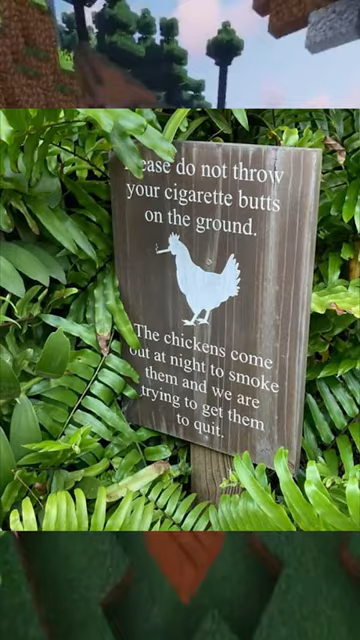 ease do not throw
your cigarette butts
on the ground.
The chickens come
out at night to smoke
them and we are
trying to get them
to quit.